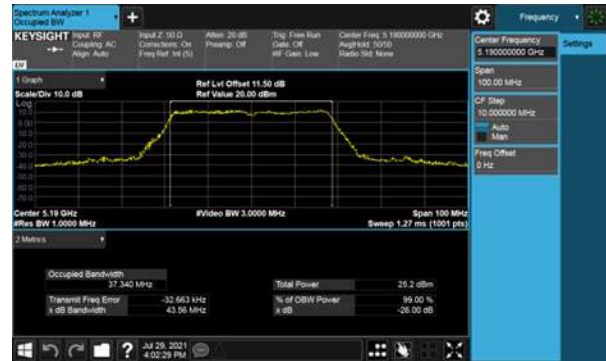 Spectrum Analyzer 1
Occupied BW
Frequency
KEYSIGHT
Input: RF
Coupling: AC
Align: Auto
Input Z: 50 Ω
Corrections: On
Freq Ref: Int (S)
Atten: 20 dB
Preamp: Off
Trig: Free Run
Gate: Off
#IF Gain: Low
Center Freq: 5.190000000 GHz
Avg|Hold: 50/50
Radio Std: None
Center Frequency
5.190000000 GHz
Settings
Span
100.00 MHz
CF Step
10.000000 MHz
Auto
Man
Freq Offset
0 Hz
1 Graph
Scale/Div 10.0 dB
Ref Lvl Offset 11.50 dB
Ref Value 20.00 dBm
Log
10.0
0.00
-10.0
-20.0
-30.0
-40.0
-50.0
-60.0
-70.0
Center 5.19 GHz
#Res BW 1.0000 MHz
#Video BW 3.0000 MHz
Span 100 MHz
Sweep 1.27 ms (1001 pts)
2 Metrics
Occupied Bandwidth
37.340 MHz
Total Power
25.2 dBm
Transmit Freq Error
-32.663 kHz
% of OBW Power
99.00 %
x dB Bandwidth
43.56 MHz
x dB
-26.00 dB
Jul 29, 2021
4:02:29 PM